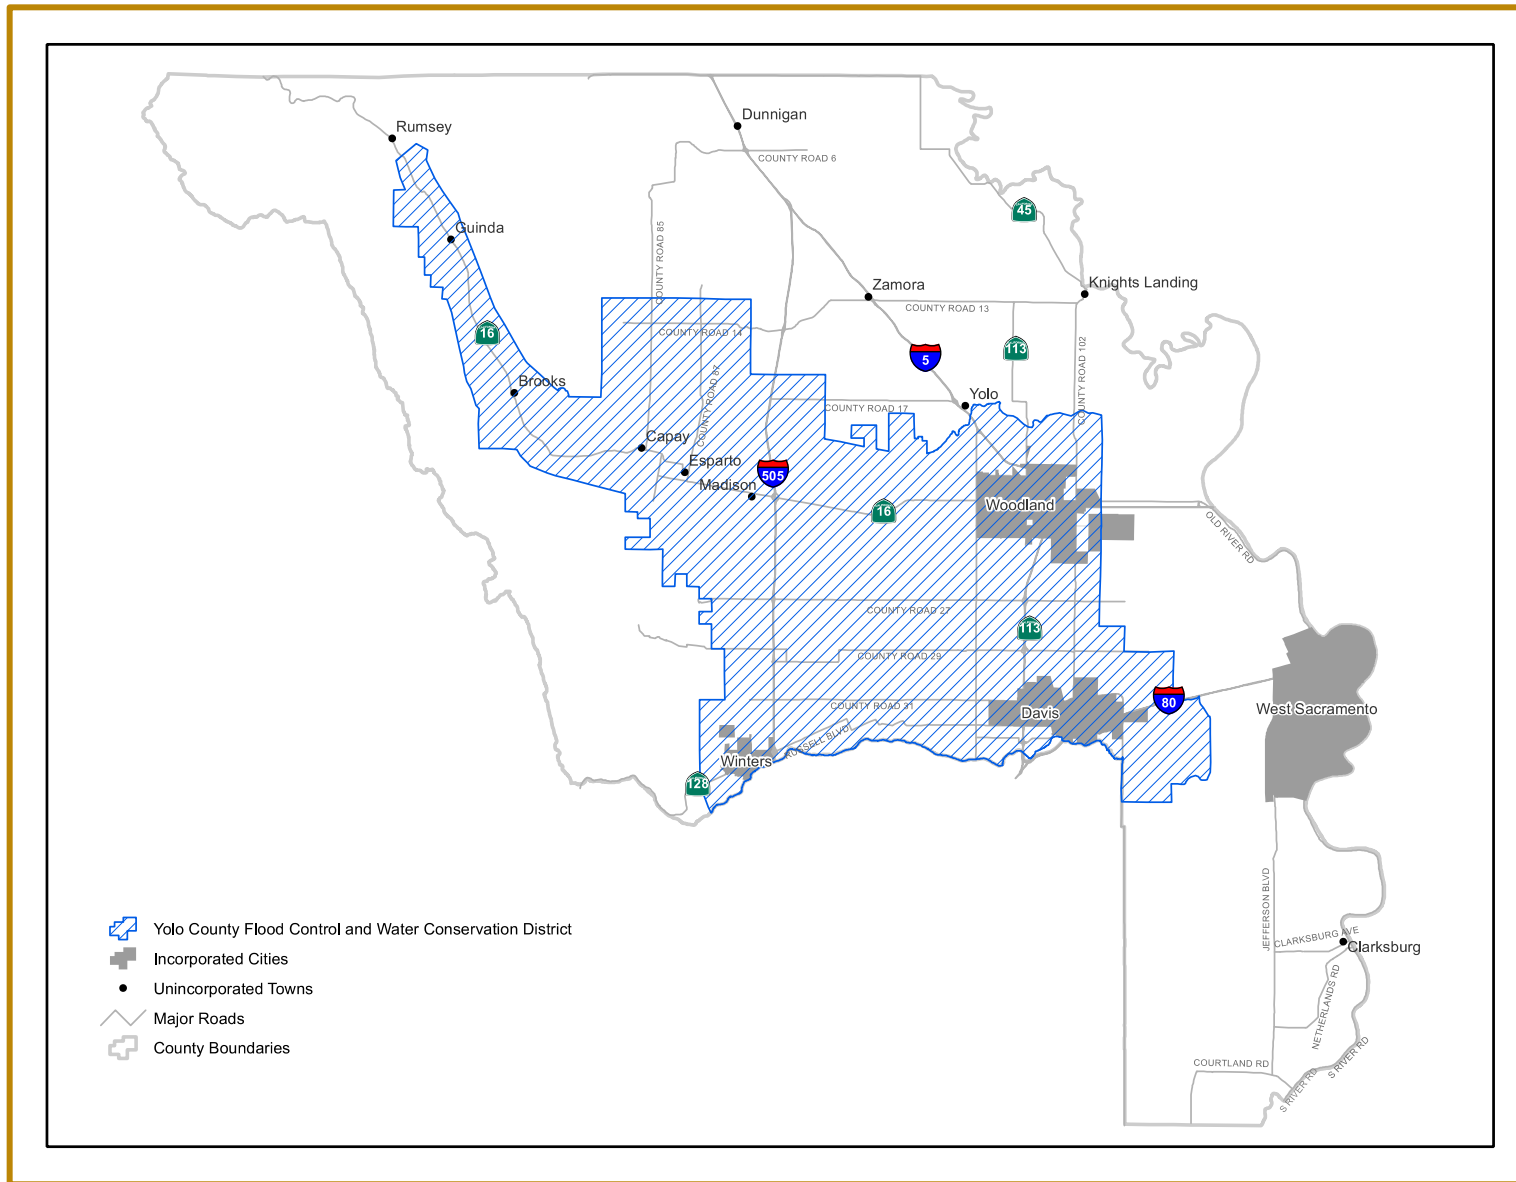 Rumsey
Dunnigan
COUNTY ROAD 6
45
Guinda
COUNTY ROAD 85
Knights Landing
Zamora
COUNTY ROAD 13
16
COUNTY ROAD 14
113
5
COUNTY ROAD 102
Brooks
COUNTY ROAD 87
Yolo
COUNTY ROAD 17
Capay
Esparto
505
Madison
16
Woodland
OLD RIVER RD
COUNTY ROAD 27
113
COUNTY ROAD 29
80
COUNTY ROAD 31
Davis
West Sacramento
RUSSELL BLVD
Winters
128
JEFFERSON BLVD
Yolo County Flood Control and Water Conservation District
CLARKSBURG AVE
Clarksburg
Incorporated Cities
Unincorporated Towns
NETHERLANDS RD
Major Roads
County Boundaries
COURTLAND RD
S RIVER RD
S RIVER RD